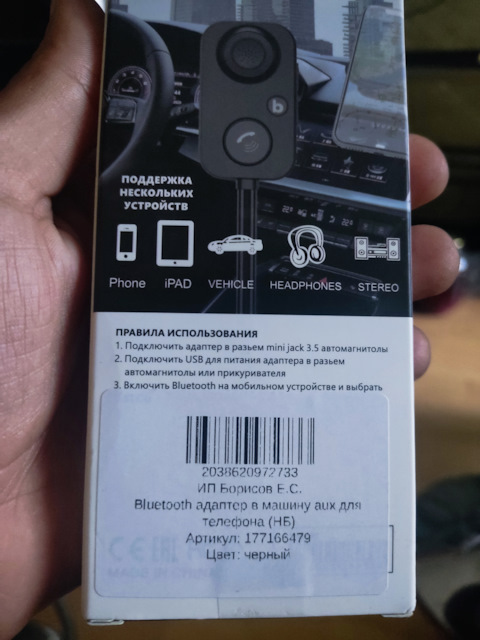 ПОДДЕРЖКА
НЕСКОЛЬКИХ
УСТРОЙСТВ
Phone iPAD VEHICLE HEADPHONES STEREO
ПРАВИЛА ИСПОЛЬЗОВАНИЯ
1. Подключить адаптер в разьем mini jack 3.5 автомагнитолы
2. Подключить USB для питания адаптера в разьем
автомагнитолы или прикуривателя
3. Включить Bluetooth на мобильном устройстве и выбрать
2038620972733
ИП Борисов Е.С.
Bluetooth адаптер в машину aux для
телефона (НБ)
Артикул: 177166479
Цвет: черный